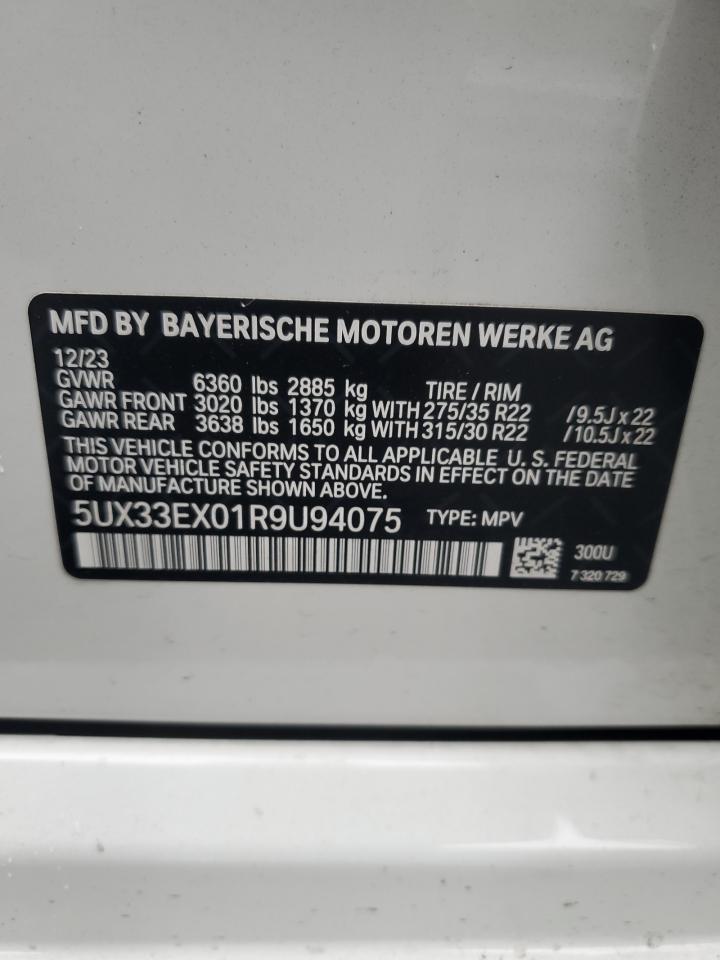 MFD BY BAYERISCHE MOTOREN WERKE AG
12/23
GVWR 6360 lbs 2885 kg TIRE / RIM
GAWR FRONT 3020 lbs 1370 kg WITH 275/35 R22 /9.5J x 22
GAWR REAR 3638 lbs 1650 kg WITH 315/30 R22 /10.5J x 22
THIS VEHICLE CONFORMS TO ALL APPLICABLE U. S. FEDERAL
MOTOR VEHICLE SAFETY STANDARDS IN EFFECT ON THE DATE
OF MANUFACTURE SHOWN ABOVE.
5UX33EX01R9U94075 TYPE: MPV
300U
7 320 729